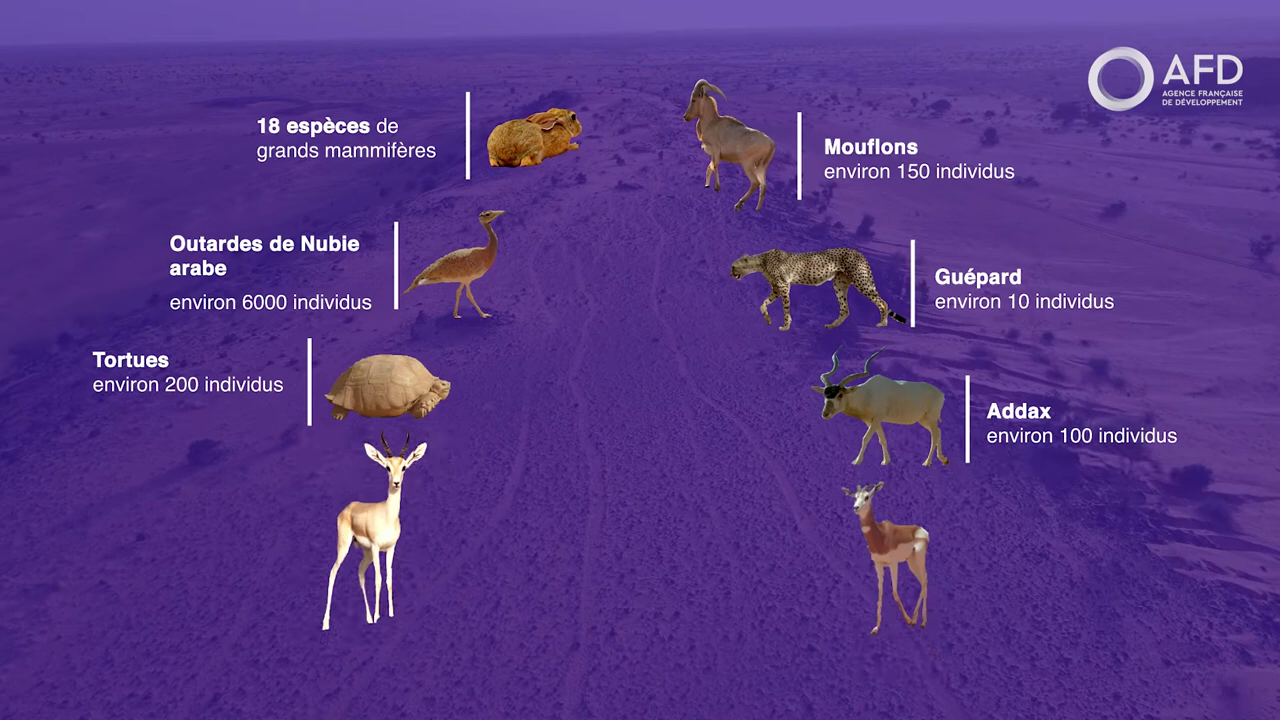 AFD
AGENCE FRANÇAISE
DE DÉVELOPPEMENT
18 espèces de
grands mammifères
Mouflons
environ 150 individus
Outardes de Nubie
arabe
environ 6000 individus
Guépard
environ 10 individus
Tortues
environ 200 individus
Addax
environ 100 individus